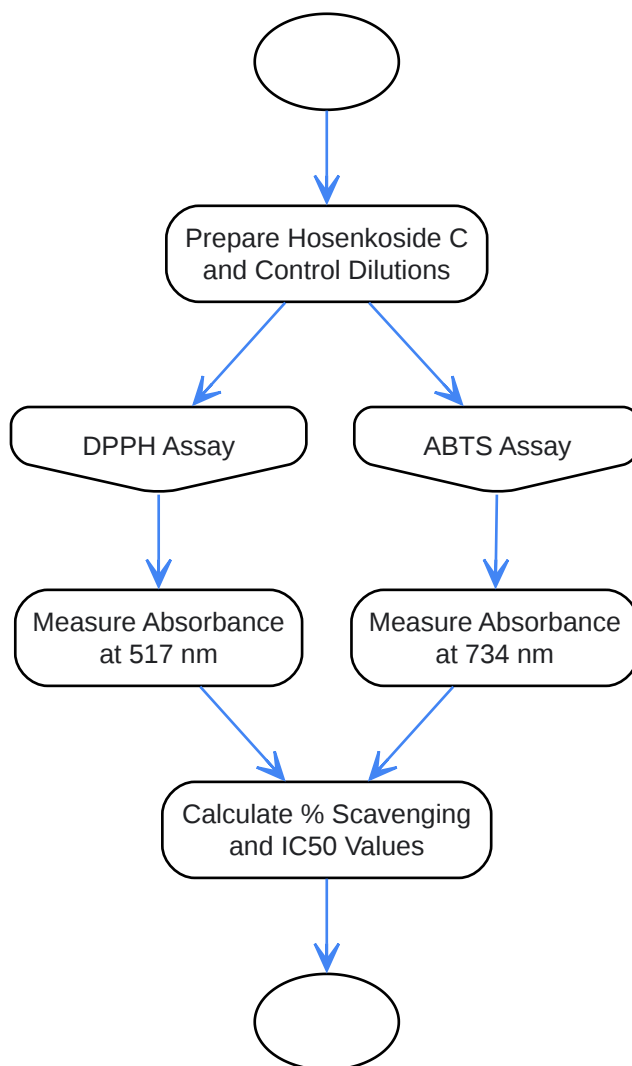 Prepare Hosenkoside C
and Control Dilutions
DPPH Assay
ABTS Assay
Measure Absorbance
at 517 nm
Measure Absorbance
at 734 nm
Calculate % Scavenging
and IC50 Values